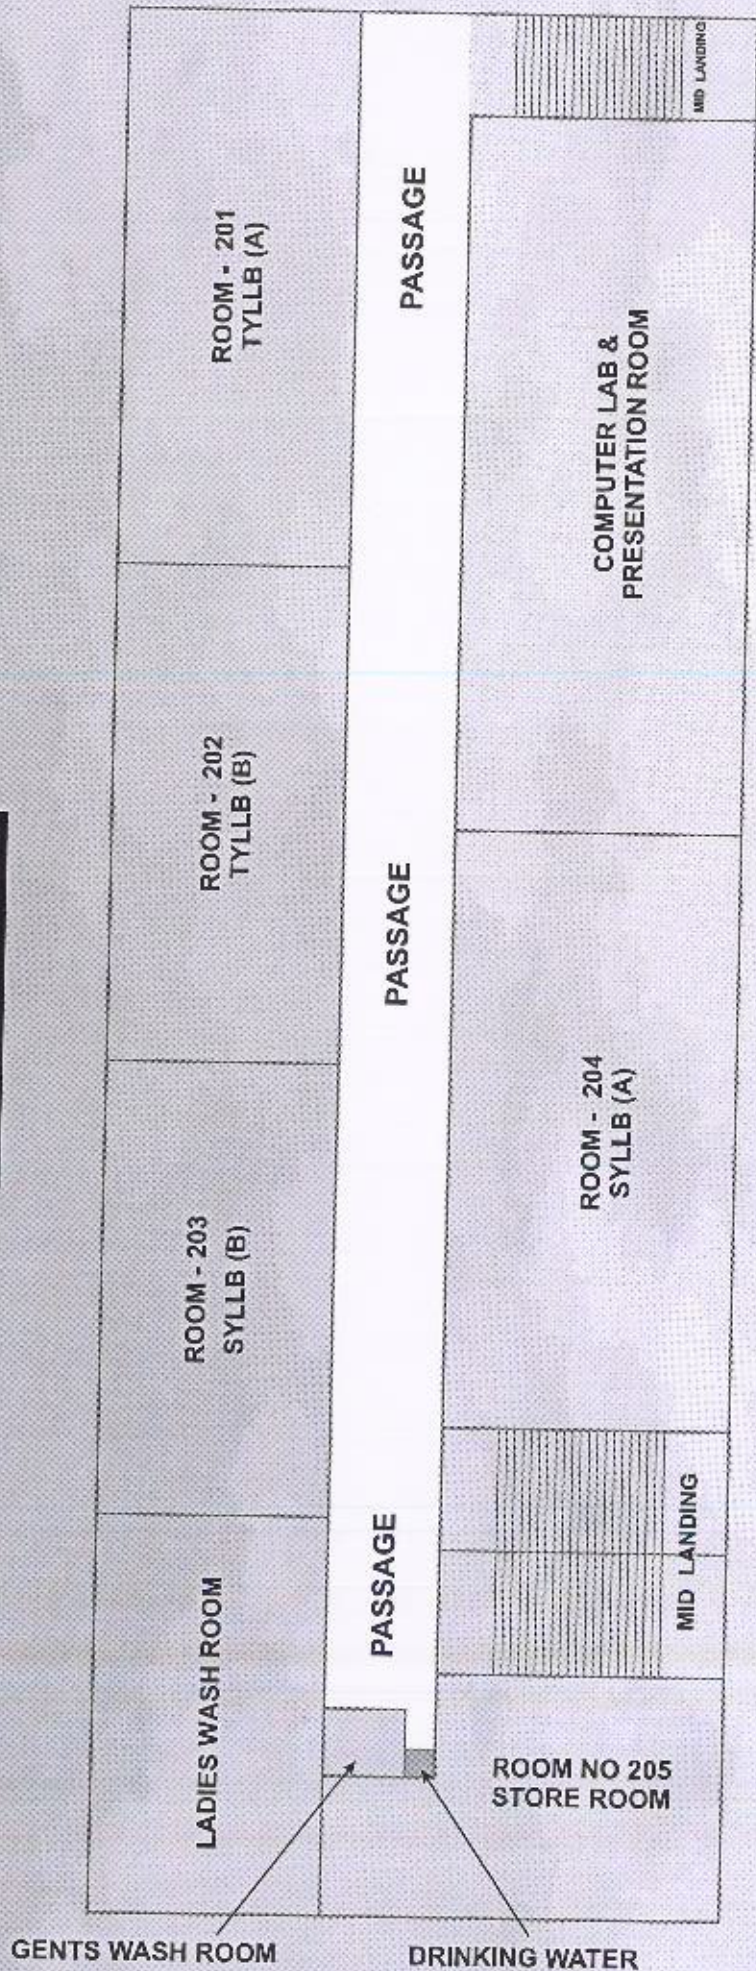 MID LANDING
ROOM - 201
TYLLB (A)
PASSAGE
COMPUTER LAB &
PRESENTATION ROOM
ROOM - 202
TYLLB (B)
PASSAGE
ROOM - 203
SYLLB (B)
ROOM - 204
SYLLB (A)
PASSAGE
MID LANDING
LADIES WASH ROOM
ROOM NO 205
STORE ROOM
GENTS WASH ROOM
DRINKING WATER